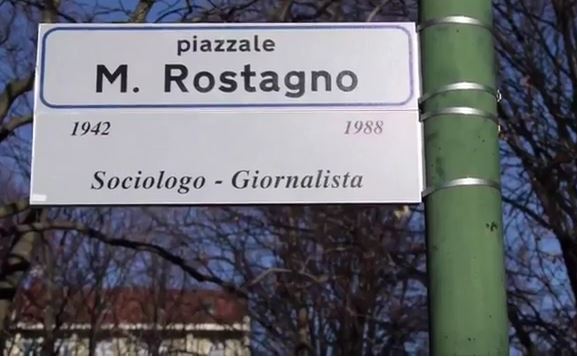 piazzale
M. Rostagno
1942 1988
Sociologo - Giornalista